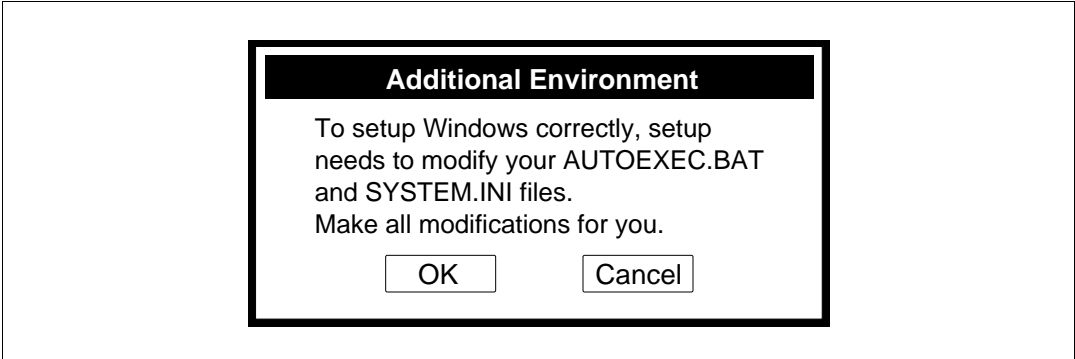 Additional Environment
To setup Windows correctly, setup
needs to modify your AUTOEXEC.BAT
and SYSTEM.INI files.
Make all modifications for you.
OK Cancel